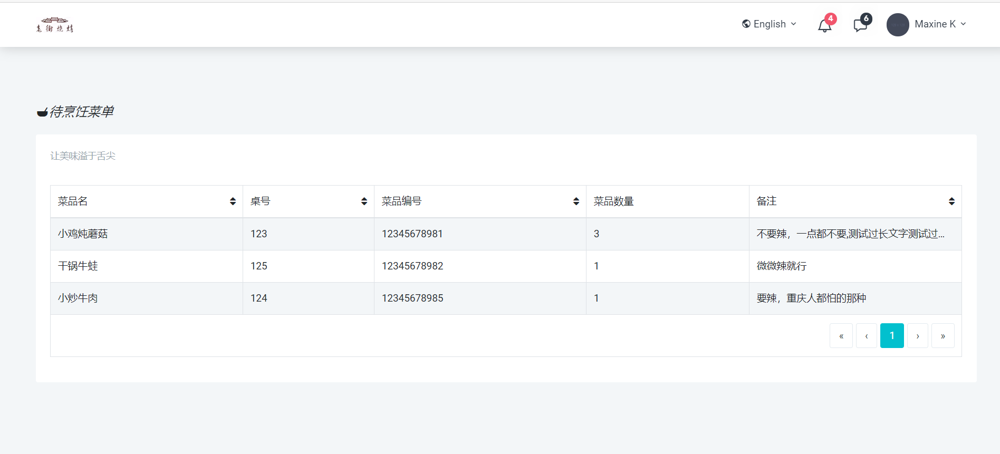 老街烧烤
English
4
6
Maxine K
待烹饪菜单
让美味溢于舌尖
菜品名 桌号 菜品编号 菜品数量 备注
小鸡炖蘑菇 123 12345678981 3 不要辣，一点都不要,测试过长文字测试过...
干锅牛蛙 125 12345678982 1 微微辣就行
小炒牛肉 124 12345678985 1 要辣，重庆人都怕的那种
« ‹ 1 › »